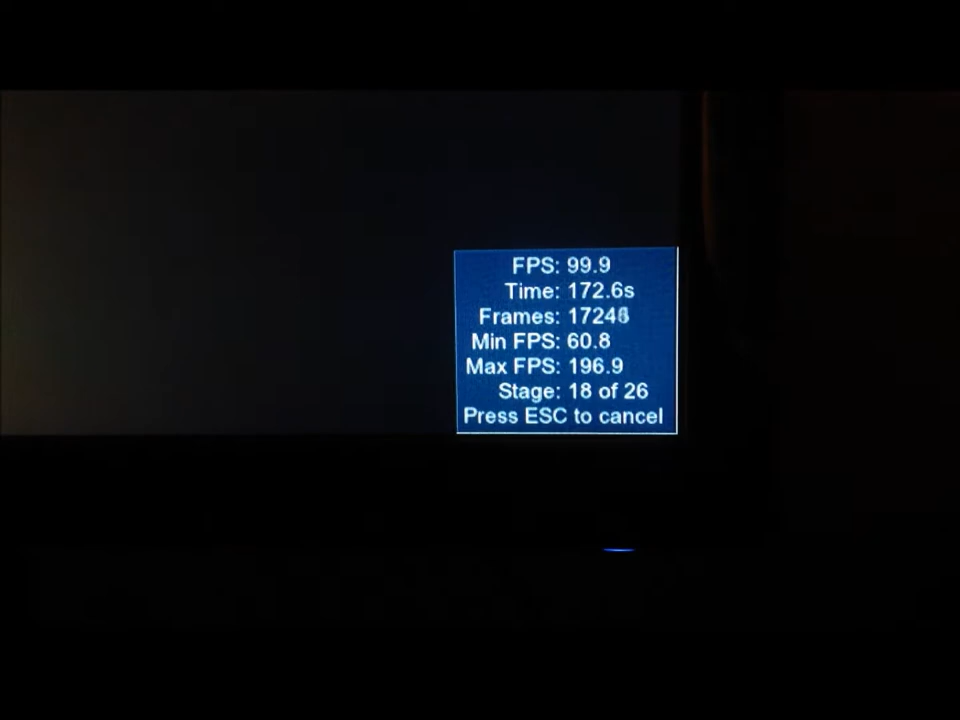 FPS: 99.9
Time: 172.6s
Frames:
Min FPS: 60.8
Max FPS: 196.9
Stage: 18 of 26
Press ESC to cancel